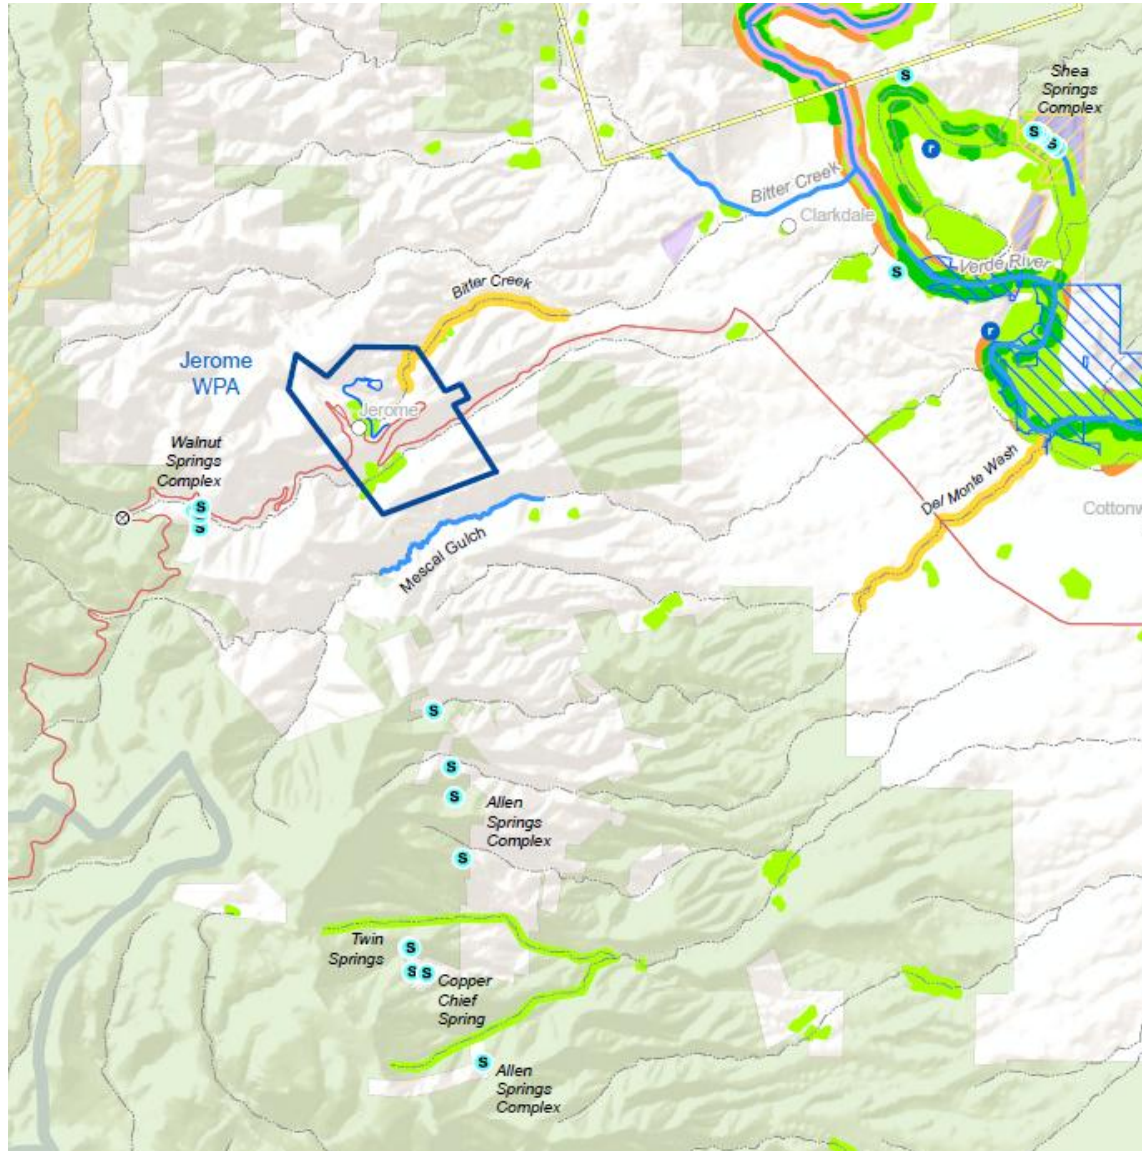 Shea
Springs
Complex
s
s
s
r
Bitter Creek
Clarkdale
s
Verde River
Bitter Creek
r
Jerome
WPA
Jerome
Walnut
Springs
Complex
s
s
Del Monte Wash
Cottonw
Mescal Gulch
s
s
s
Allen
Springs
Complex
s
Twin
Springs
s
s s
Copper
Chief
Spring
s
Allen
Springs
Complex